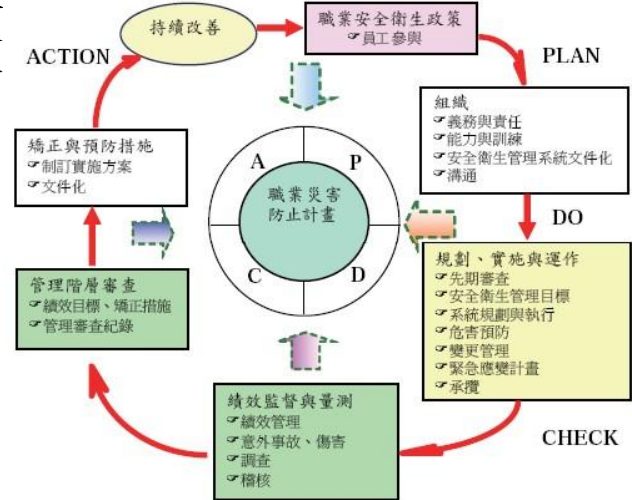 持續改善
職業安全衛生政策
☞員工參與
ACTION
PLAN
組織
☞義務與責任
☞能力與訓練
☞安全衛生管理系統文件化
☞溝通
矯正與預防措施
☞制訂實施方案
☞文件化
A
P
職業災害
防止計畫
C
D
DO
規劃、實施與運作
☞先期審查
☞安全衛生管理目標
☞系統規劃與執行
☞危害預防
☞變更管理
☞緊急應變計畫
☞承攬
管理階層審查
☞績效目標、矯正措施
☞管理審查紀錄
績效監督與量測
☞績效管理
☞意外事故、傷害
☞調查
☞稽核
CHECK